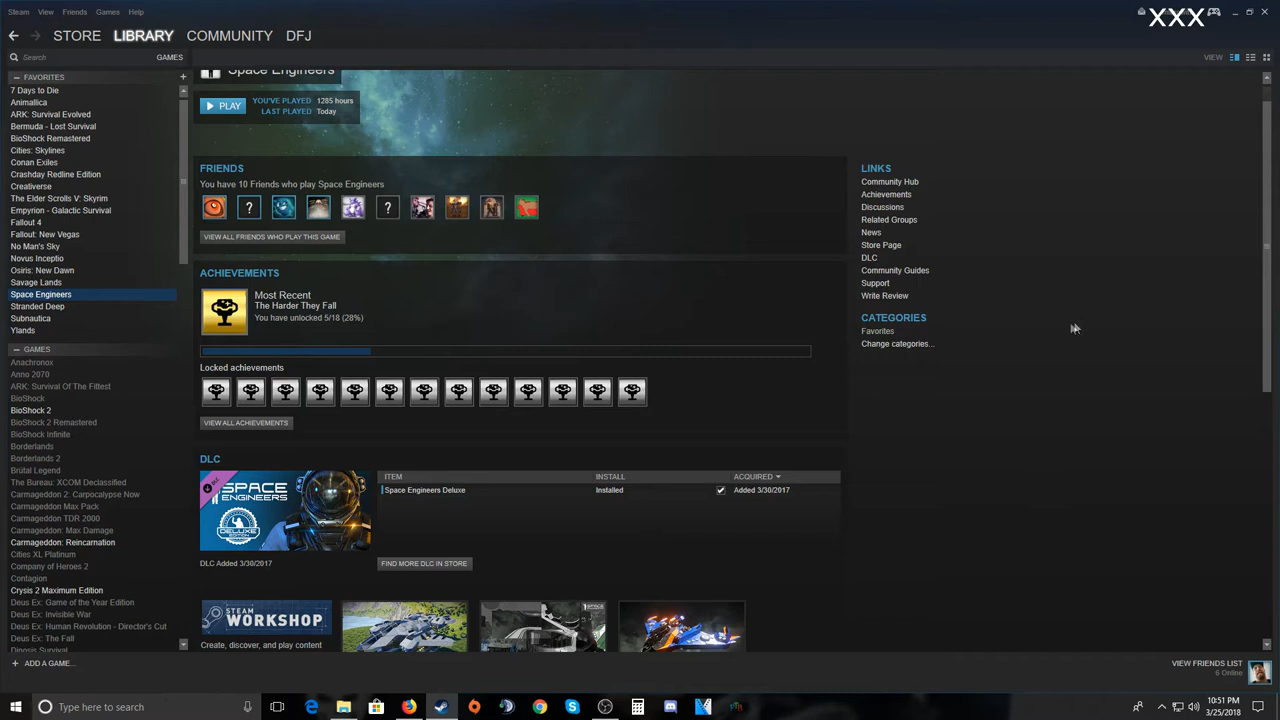 Steam View Friends Games Help
XXX
STORE LIBRARY COMMUNITY DFJ
Search GAMES
VIEW
FAVORITES +
7 Days to Die
Animallica
ARK: Survival Evolved
Bermuda - Lost Survival
BioShock Remastered
Cities: Skylines
Conan Exiles
Crashday Redline Edition
Creativerse
The Elder Scrolls V: Skyrim
Empyrion - Galactic Survival
Fallout 4
Fallout: New Vegas
No Man's Sky
Novus Inceptio
Osiris: New Dawn
Savage Lands
Space Engineers
Stranded Deep
Subnautica
Ylands
GAMES
Anachronox
Anno 2070
ARK: Survival Of The Fittest
BioShock
BioShock 2
BioShock 2 Remastered
BioShock Infinite
Borderlands
Borderlands 2
Brütal Legend
The Bureau: XCOM Declassified
Carmageddon 2: Carpocalypse Now
Carmageddon Max Pack
Carmageddon TDR 2000
Carmageddon: Max Damage
Carmageddon: Reincarnation
Cities XL Platinum
Company of Heroes 2
Contagion
Crysis 2 Maximum Edition
Deus Ex: Game of the Year Edition
Deus Ex: Invisible War
Deus Ex: Human Revolution - Director's Cut
Deus Ex: The Fall
Dinosis Survival
+ ADD A GAME...
Space Engineers
PLAY
YOU'VE PLAYED 1285 hours
LAST PLAYED Today
FRIENDS
You have 10 Friends who play Space Engineers
? ?
VIEW ALL FRIENDS WHO PLAY THIS GAME
ACHIEVEMENTS
Most Recent
The Harder They Fall
You have unlocked 5/18 (28%)
Locked achievements
VIEW ALL ACHIEVEMENTS
DLC
DLC
SPACE
ENGINEERS
DELUXE
EDITION
DLC Added 3/30/2017
ITEM INSTALL ACQUIRED
Space Engineers Deluxe Installed Added 3/30/2017
FIND MORE DLC IN STORE
STEAM
WORKSHOP
Create, discover, and play content
LINKS
Community Hub
Achievements
Discussions
Related Groups
News
Store Page
DLC
Community Guides
Support
Write Review
CATEGORIES
Favorites
Change categories...
VIEW FRIENDS LIST
6 Online
Type here to search
10:51 PM
3/25/2018